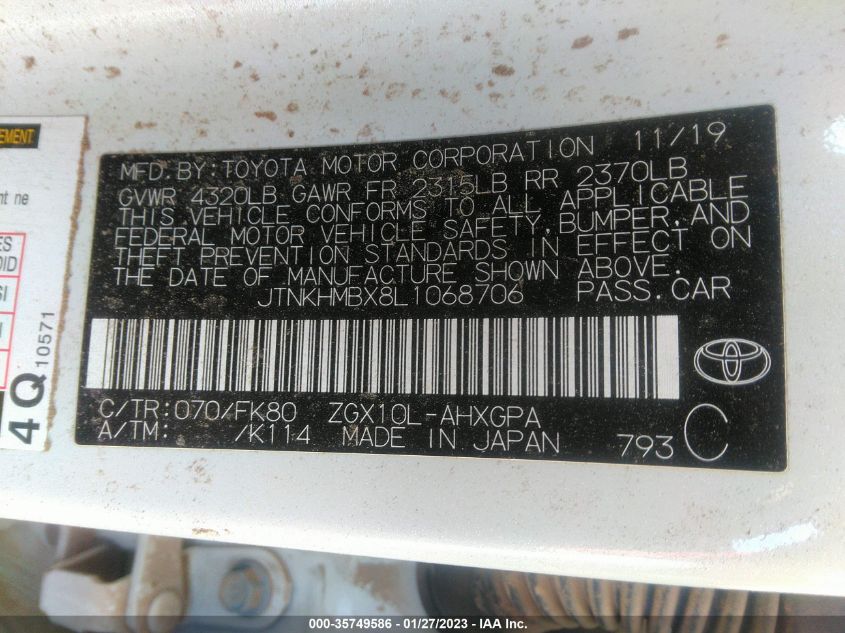 MFD.BY:TOYOTA MOTOR CORPORATION 11/19
GVWR 4320LB GAWR FR 2315LB RR 2370LB
THIS VEHICLE CONFORMS TO ALL APPLICABLE
FEDERAL MOTOR VEHICLE SAFETY,BUMPER,AND
THEFT PREVENTION STANDARDS IN EFFECT ON
THE DATE OF MANUFACTURE SHOWN ABOVE.
JTNKHMBX8L1068706 PASS.CAR
C/TR:070/FK80 ZGX10L-AHXGPA
A/TM: /K114 MADE IN JAPAN 793 C
4Q 10571
000-35749586 - 01/27/2023 - IAA Inc.